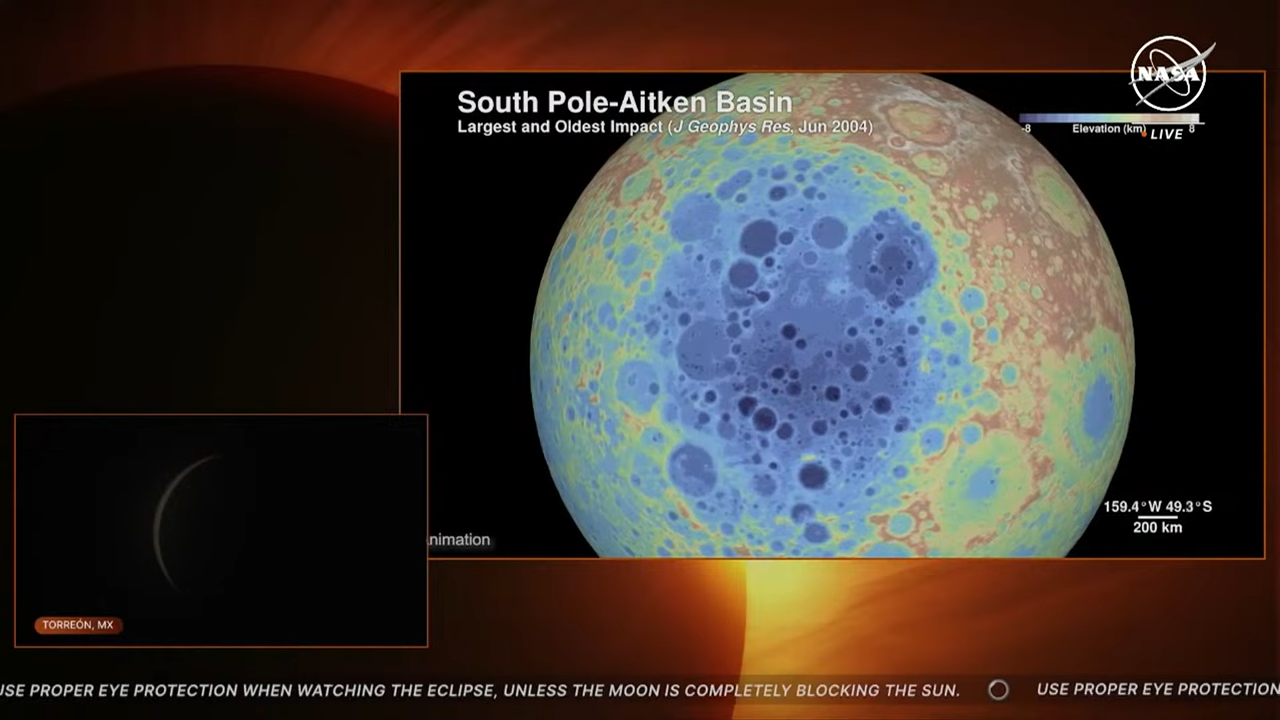 NASA
LIVE
South Pole-Aitken Basin
Largest and Oldest Impact (J Geophys Res, Jun 2004)
-8 Elevation (km) 8
159.4°W 49.3°S
200 km
nimation
TORREÓN, MX
USE PROPER EYE PROTECTION WHEN WATCHING THE ECLIPSE, UNLESS THE MOON IS COMPLETELY BLOCKING THE SUN. USE PROPER EYE PROTECTION